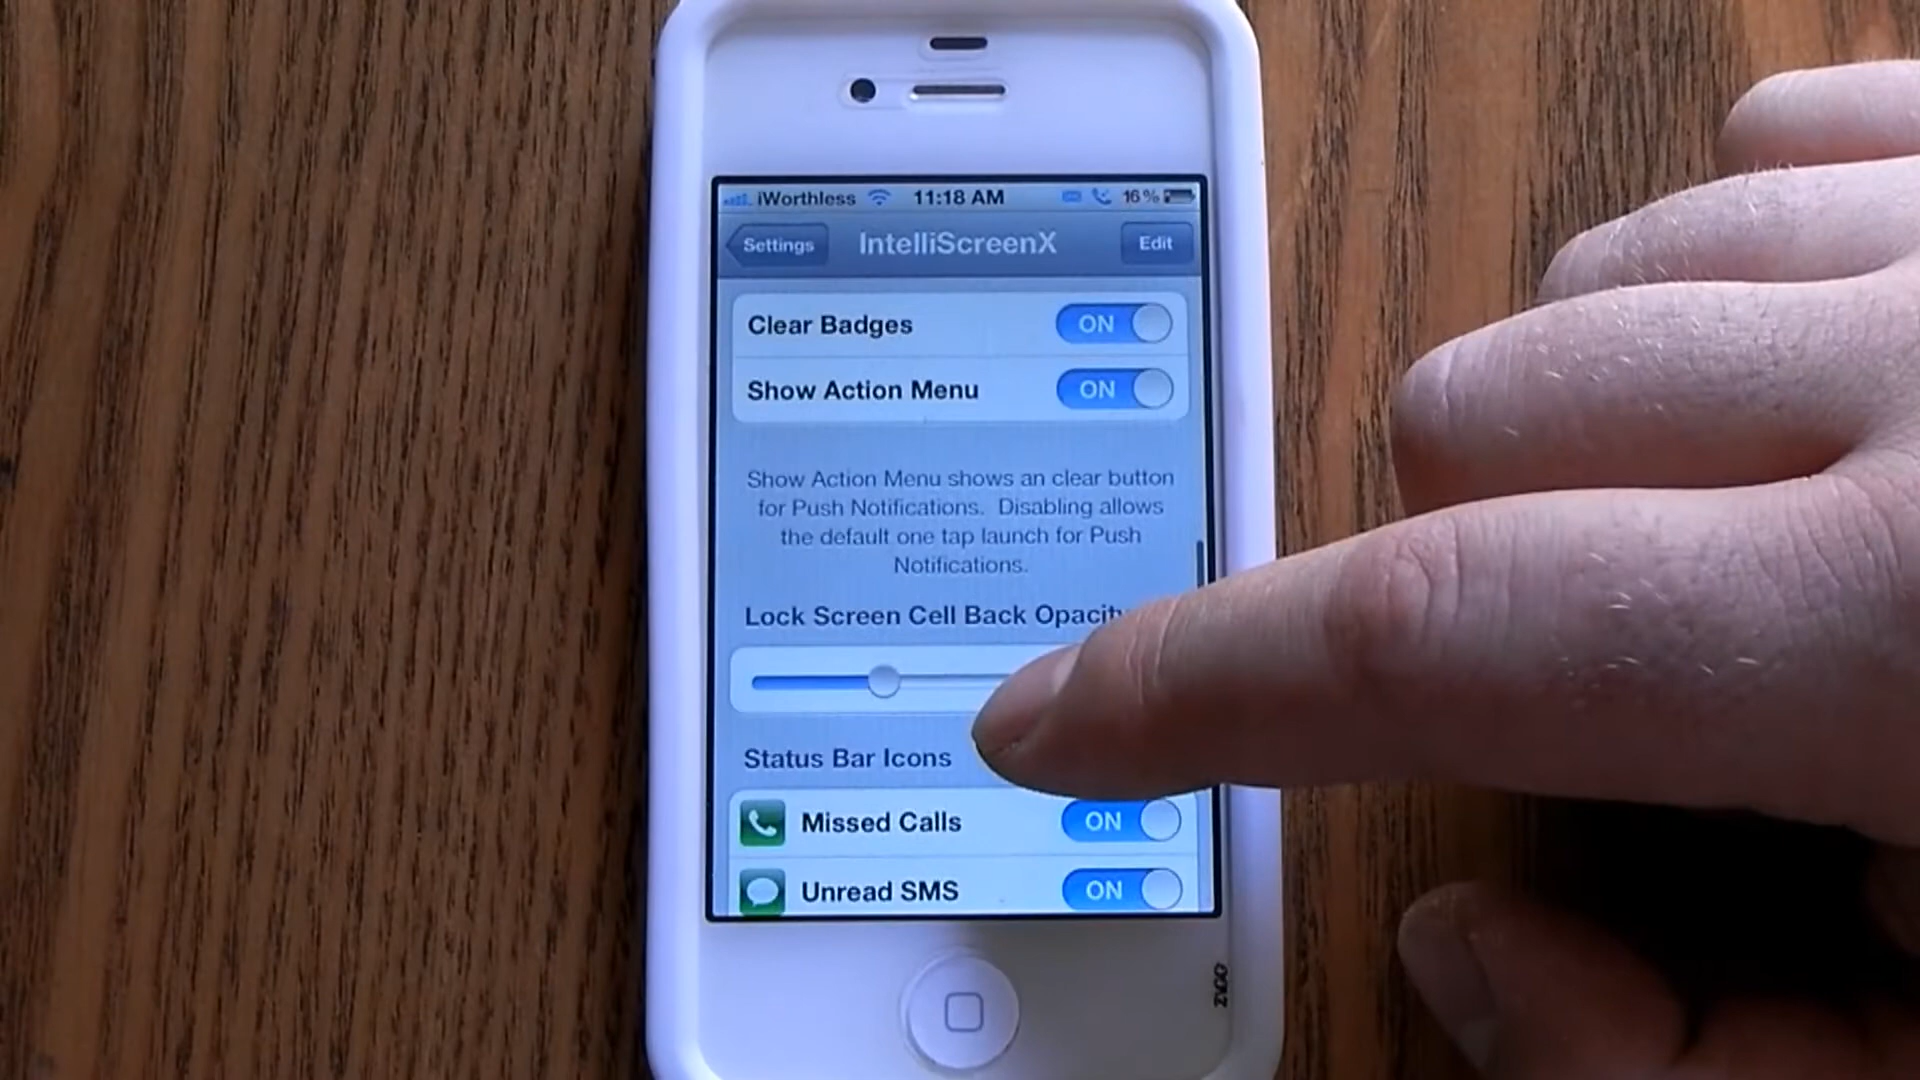 iWorthless 11:18 AM 16%
Settings IntelliScreenX Edit
Clear Badges ON
Show Action Menu ON
Show Action Menu shows an clear button
for Push Notifications. Disabling allows
the default one tap launch for Push
Notifications.
Lock Screen Cell Back Opacity
Status Bar Icons
Missed Calls ON
Unread SMS ON